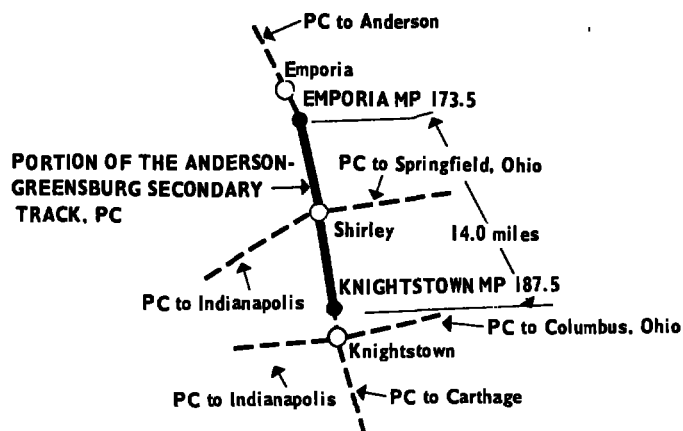 PC to Anderson
Emporia
EMPORIA MP 173.5
PORTION OF THE ANDERSON-
GREENSBURG SECONDARY
TRACK, PC
PC to Springfield, Ohio
Shirley
14.0 miles
PC to Indianapolis
KNIGHTSTOWN MP 187.5
PC to Columbus, Ohio
Knightstown
PC to Indianapolis
PC to Carthage